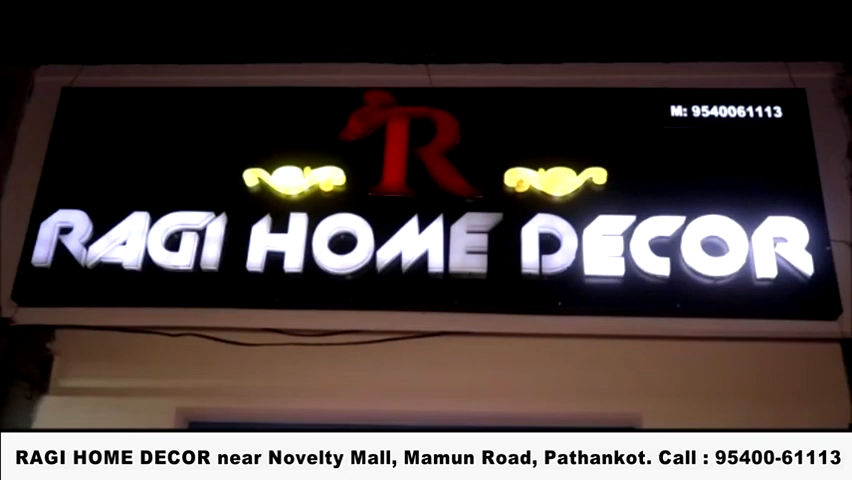 M: 9540061113
R
RAGI HOME DECOR
RAGI HOME DECOR near Novelty Mall, Mamun Road, Pathankot. Call : 95400-61113